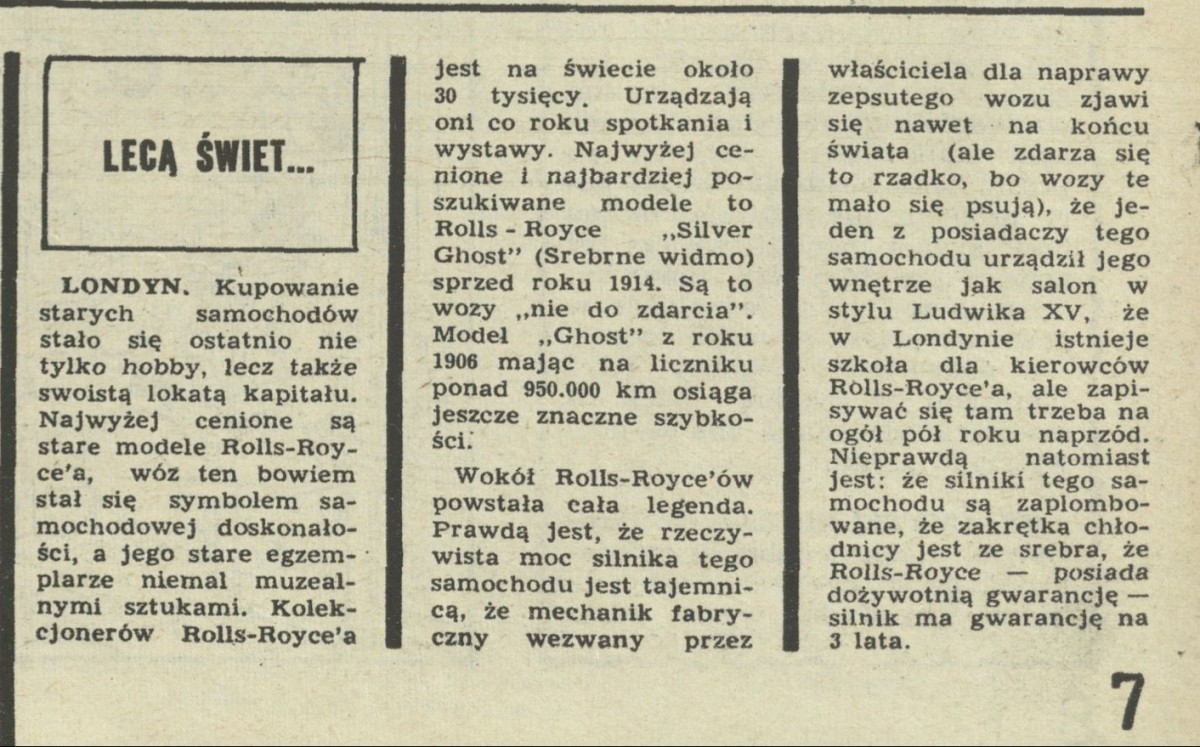 LECĄ ŚWIET...
LONDYN. Kupowanie
starych samochodów
stało się ostatnio nie
tylko hobby, lecz także
swoistą lokatą kapitału.
Najwyżej cenione są
stare modele Rolls-Roy-
ce'a, wóz ten bowiem
stał się symbolem sa-
mochodowej doskonało-
ści, a jego stare egzem-
plarze niemal muzeal-
nymi sztukami. Kolek-
cjonerów Rolls-Royce'a
jest na świecie około
30 tysięcy. Urządzają
oni co roku spotkania i
wystawy. Najwyżej ce-
nione i najbardziej po-
szukiwane modele to
Rolls - Royce „Silver
Ghost" (Srebrne widmo)
sprzed roku 1914. Są to
wozy „nie do zdarcia".
Model „Ghost" z roku
1906 mając na liczniku
ponad 950.000 km osiąga
jeszcze znaczne szybko-
ści.
Wokół Rolls-Royce'ów
powstała cała legenda.
Prawdą jest, że rzeczy-
wista moc silnika tego
samochodu jest tajemni-
cą, że mechanik fabry-
czny wezwany przez
właściciela dla naprawy
zepsutego wozu zjawi
się nawet na końcu
świata (ale zdarza się
to rzadko, bo wozy te
mało się psują), że je-
den z posiadaczy tego
samochodu urządził jego
wnętrze jak salon w
stylu Ludwika XV, że
w Londynie istnieje
szkoła dla kierowców
Rolls-Royce'a, ale zapi-
sywać się tam trzeba na
ogół pół roku naprzód.
Nieprawdą natomiast
jest: że silniki tego sa-
mochodu są zaplombo-
wane, że zakrętka chło-
dnicy jest ze srebra, że
Rolls-Royce — posiada
dożywotnią gwarancję —
silnik ma gwarancję na
3 lata.
7